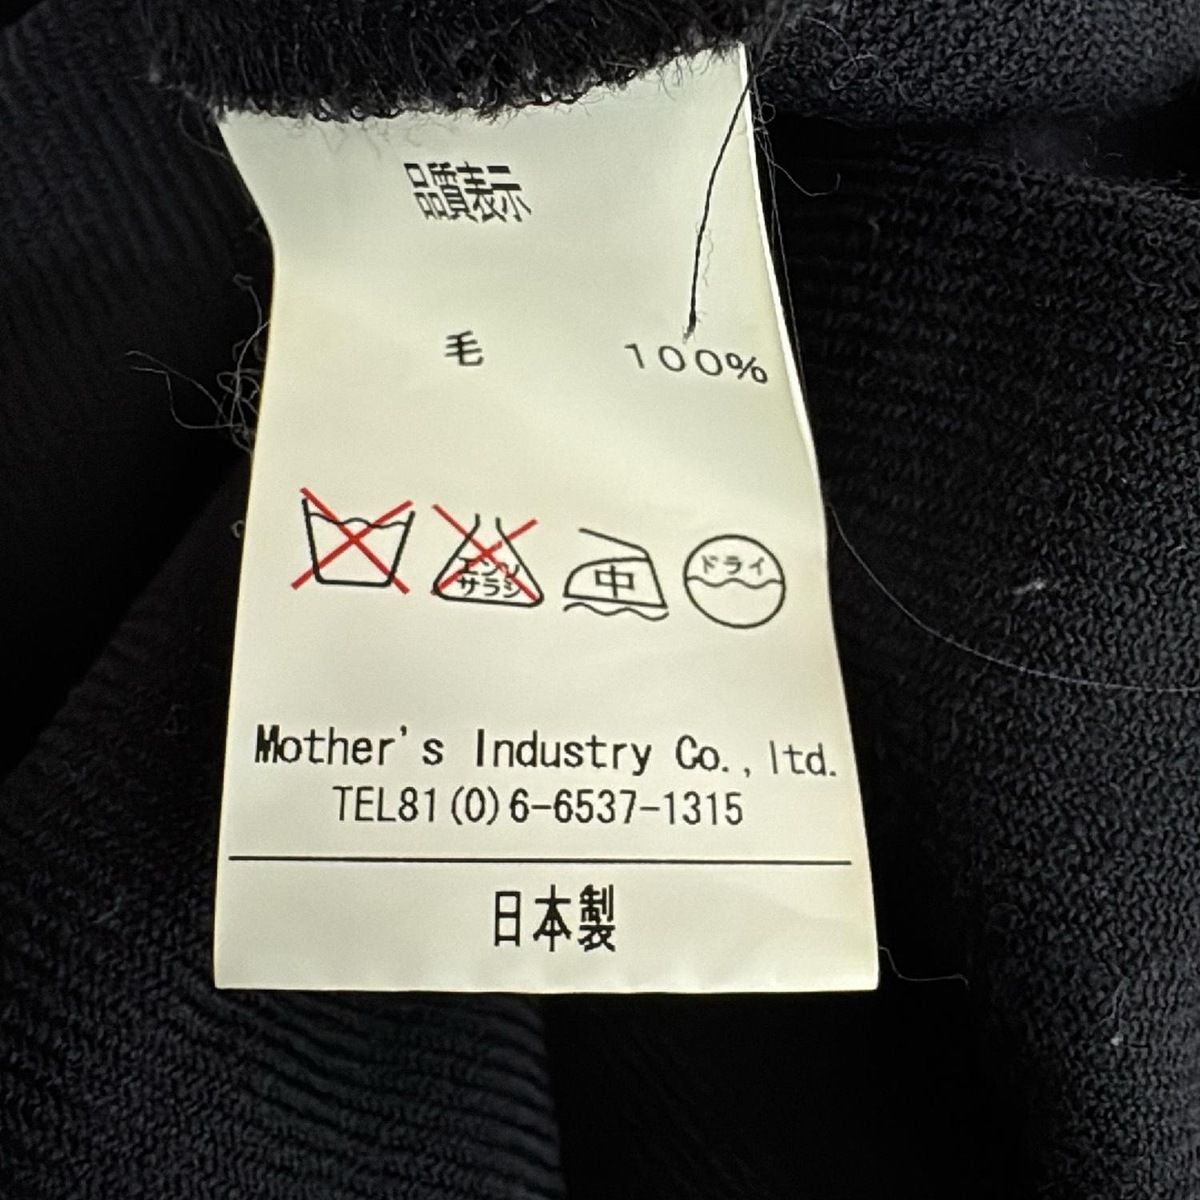 品質表示
毛 100%
エンソ
サラシ
中
ドライ
Mother's Industry Co., ltd.
TEL81(0)6-6537-1315
日本製